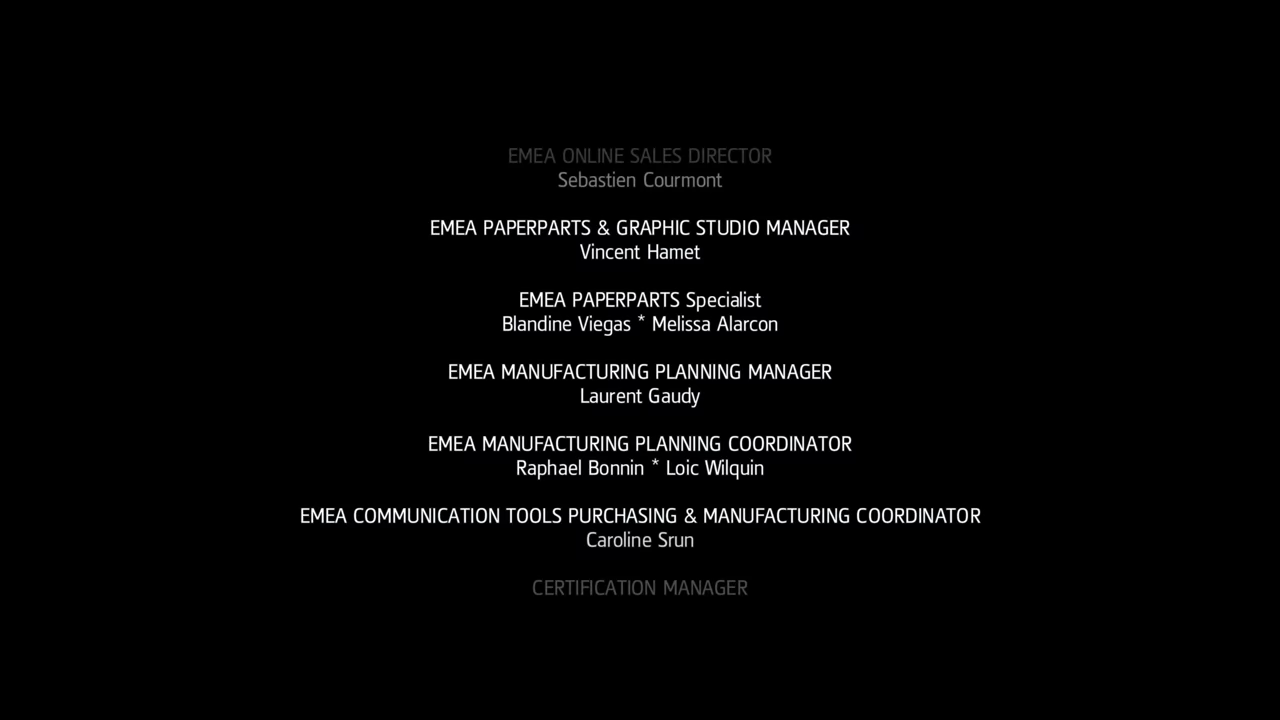 EMEA ONLINE SALES DIRECTOR
Sebastien Courmont
EMEA PAPERPARTS & GRAPHIC STUDIO MANAGER
Vincent Hamet
EMEA PAPERPARTS Specialist
Blandine Viegas * Melissa Alarcon
EMEA MANUFACTURING PLANNING MANAGER
Laurent Gaudy
EMEA MANUFACTURING PLANNING COORDINATOR
Raphael Bonnin * Loic Wilquin
EMEA COMMUNICATION TOOLS PURCHASING & MANUFACTURING COORDINATOR
Caroline Srun
CERTIFICATION MANAGER